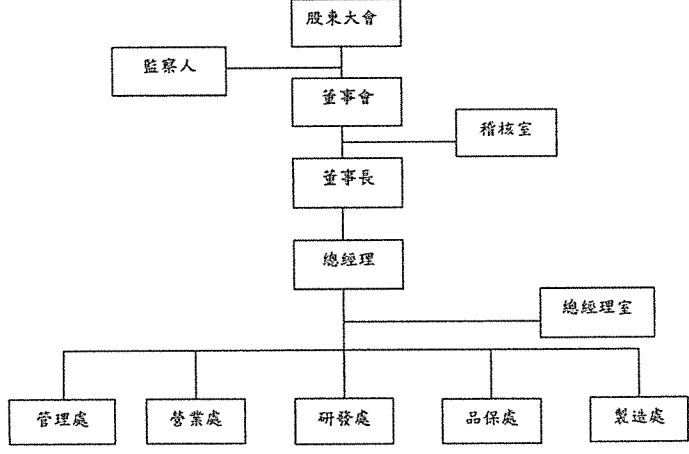 股東大會
監察人
董事會
稽核室
董事長
總經理
總經理室
管理處
營業處
研發處
品保處
製造處